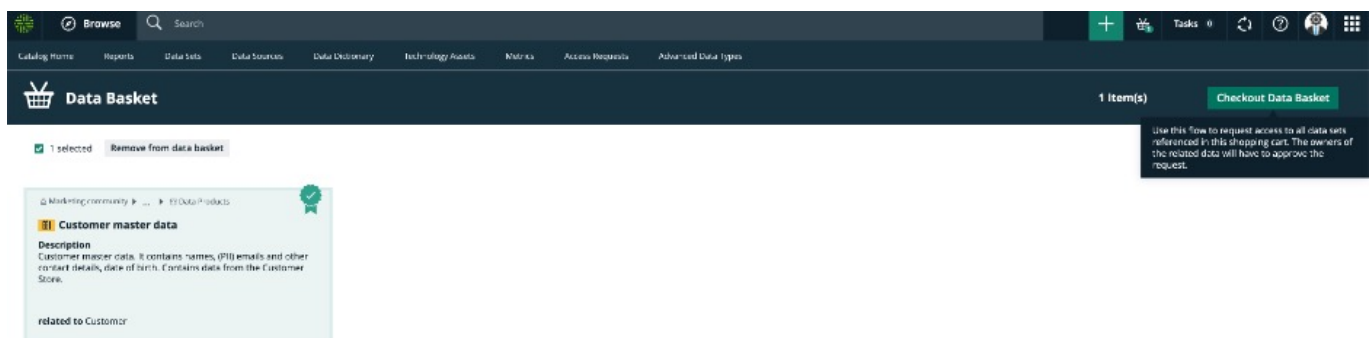 Browse Search Tasks 0
Catalog Home Reports Data Sets Data Sources Data Dictionary Technology Assets Metrics Access Requests Advanced Data Types
Data Basket 1 Item(s) Checkout Data Basket
Use this flow to request access to all data sets
referenced in this shopping cart. The owners of
the related data will have to approve the
request.
1 selected Remove from data basket
Marketing community ... Data Products
Customer master data
Description
Customer master data. It contains names, (PII) emails and other
contact details, date of birth. Contains data from the Customer
Store.
related to Customer